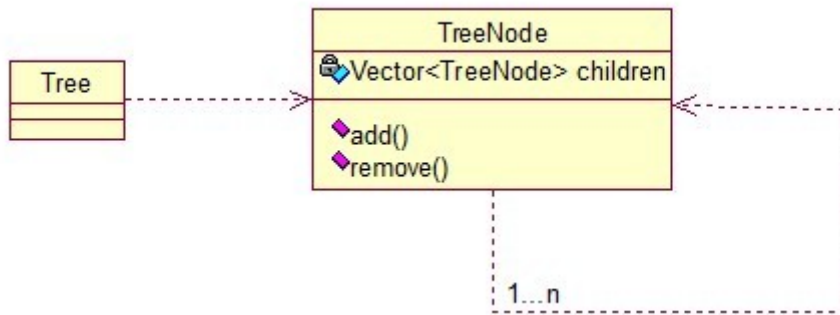 Tree
TreeNode
Vector<TreeNode> children
add()
remove()
1...n